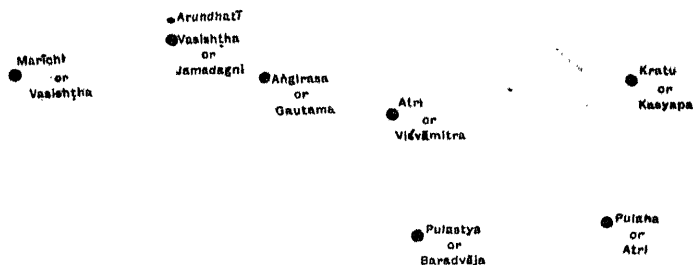 Arundhatī
Vasishṭha
or
Jamadagni
Marīchi
or
Vasishṭha
Aṅgirasa
or
Gautama
Atri
or
Viśvāmitra
Kratu
or
Kasyapa
Pulastya
or
Baradvāja
Pulaha
or
Atri